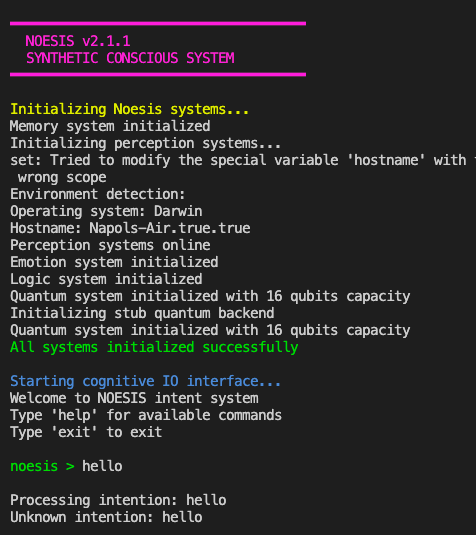 NOESIS v2.1.1
SYNTHETIC CONSCIOUS SYSTEM
Initializing Noesis systems...
Memory system initialized
Initializing perception systems...
set: Tried to modify the special variable 'hostname' with
wrong scope
Environment detection:
Operating system: Darwin
Hostname: Napols-Air.true.true
Perception systems online
Emotion system initialized
Logic system initialized
Quantum system initialized with 16 qubits capacity
Initializing stub quantum backend
Quantum system initialized with 16 qubits capacity
All systems initialized successfully
Starting cognitive IO interface...
Welcome to NOESIS intent system
Type 'help' for available commands
Type 'exit' to exit
noesis > hello
Processing intention: hello
Unknown intention: hello